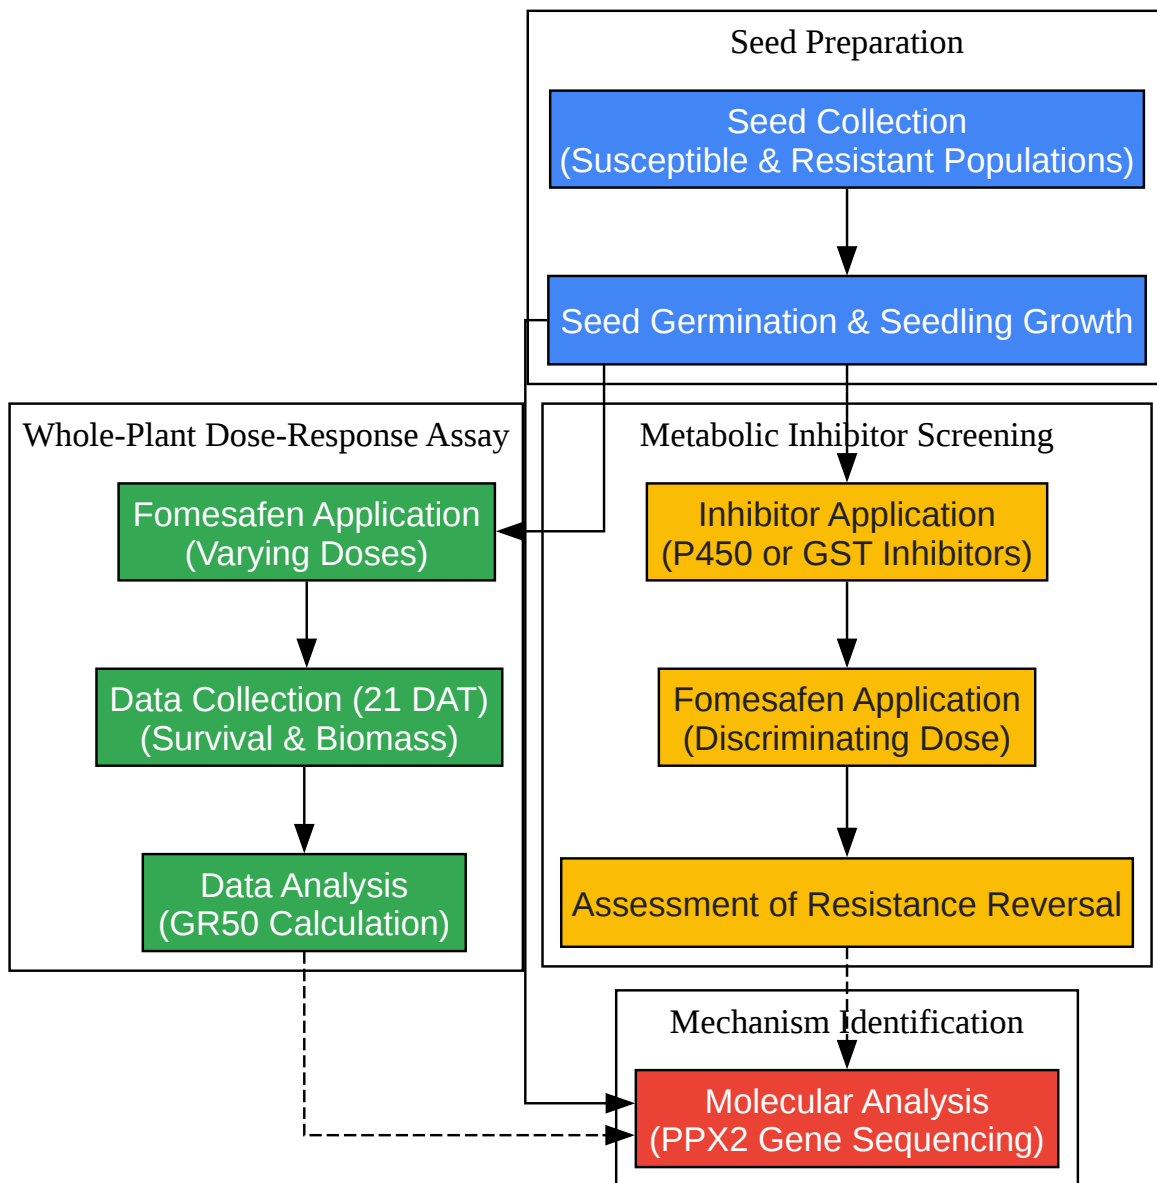 Seed Preparation
Seed Collection
(Susceptible & Resistant Populations)
Seed Germination & Seedling Growth
Whole-Plant Dose-Response Assay
Fomesafen Application
(Varying Doses)
Data Collection (21 DAT)
(Survival & Biomass)
Data Analysis
(GR50 Calculation)
Metabolic Inhibitor Screening
Inhibitor Application
(P450 or GST Inhibitors)
Fomesafen Application
(Discriminating Dose)
Assessment of Resistance Reversal
Mechanism Identification
Molecular Analysis
(PPX2 Gene Sequencing)